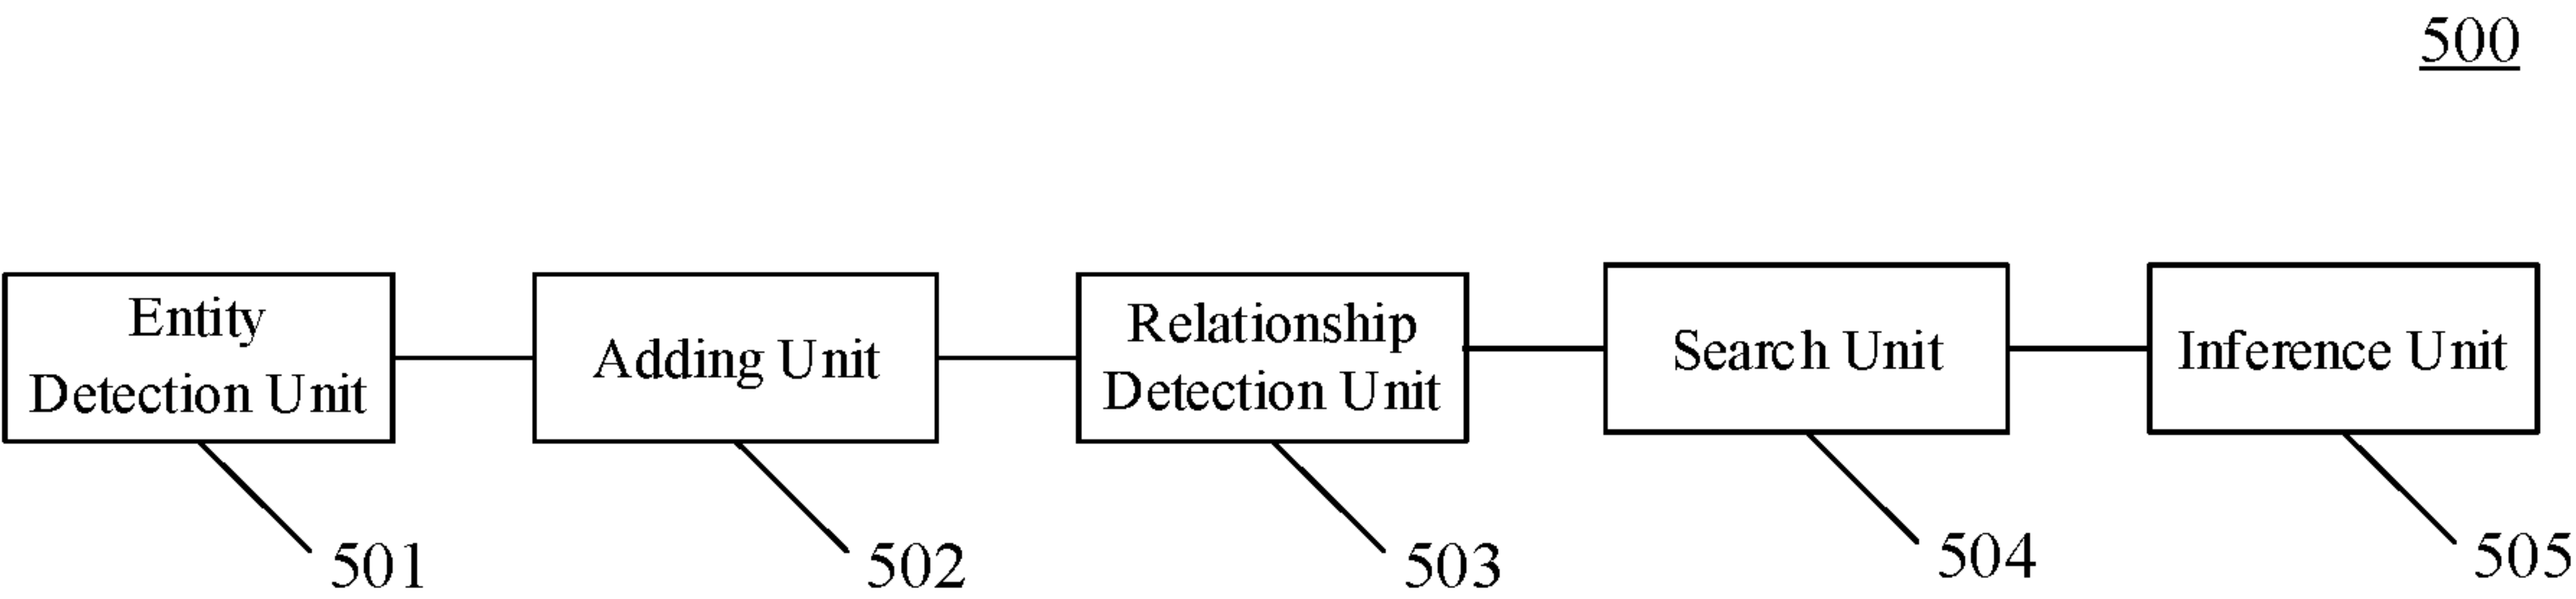 500
Entity
Detection Unit
Adding Unit
Relationship
Detection Unit
Search Unit
Inference Unit
501
502
503
504
505